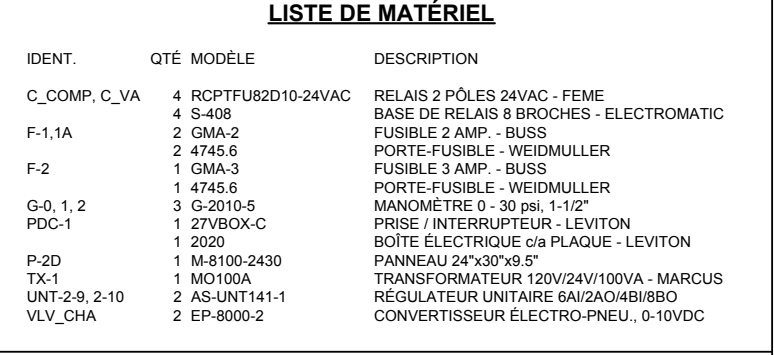 LISTE DE MATÉRIEL
IDENT. QTÉ MODÈLE DESCRIPTION
C_COMP, C_VA 4 RCPTFU82D10-24VAC RELAIS 2 PÔLES 24VAC - FEME
4 S-408 BASE DE RELAIS 8 BROCHES - ELECTROMATIC
F-1,1A 2 GMA-2 FUSIBLE 2 AMP. - BUSS
2 4745.6 PORTE-FUSIBLE - WEIDMULLER
F-2 1 GMA-3 FUSIBLE 3 AMP. - BUSS
1 4745.6 PORTE-FUSIBLE - WEIDMULLER
G-0, 1, 2 3 G-2010-5 MANOMÈTRE 0 - 30 psi, 1-1/2"
PDC-1 1 27VBOX-C PRISE / INTERRUPTEUR - LEVITON
1 2020 BOÎTE ÉLECTRIQUE c/a PLAQUE - LEVITON
P-2D 1 M-8100-2430 PANNEAU 24"x30"x9.5"
TX-1 1 MO100A TRANSFORMATEUR 120V/24V/100VA - MARCUS
UNT-2-9, 2-10 2 AS-UNT141-1 RÉGULATEUR UNITAIRE 6AI/2AO/4BI/8BO
VLV_CHA 2 EP-8000-2 CONVERTISSEUR ÉLECTRO-PNEU., 0-10VDC